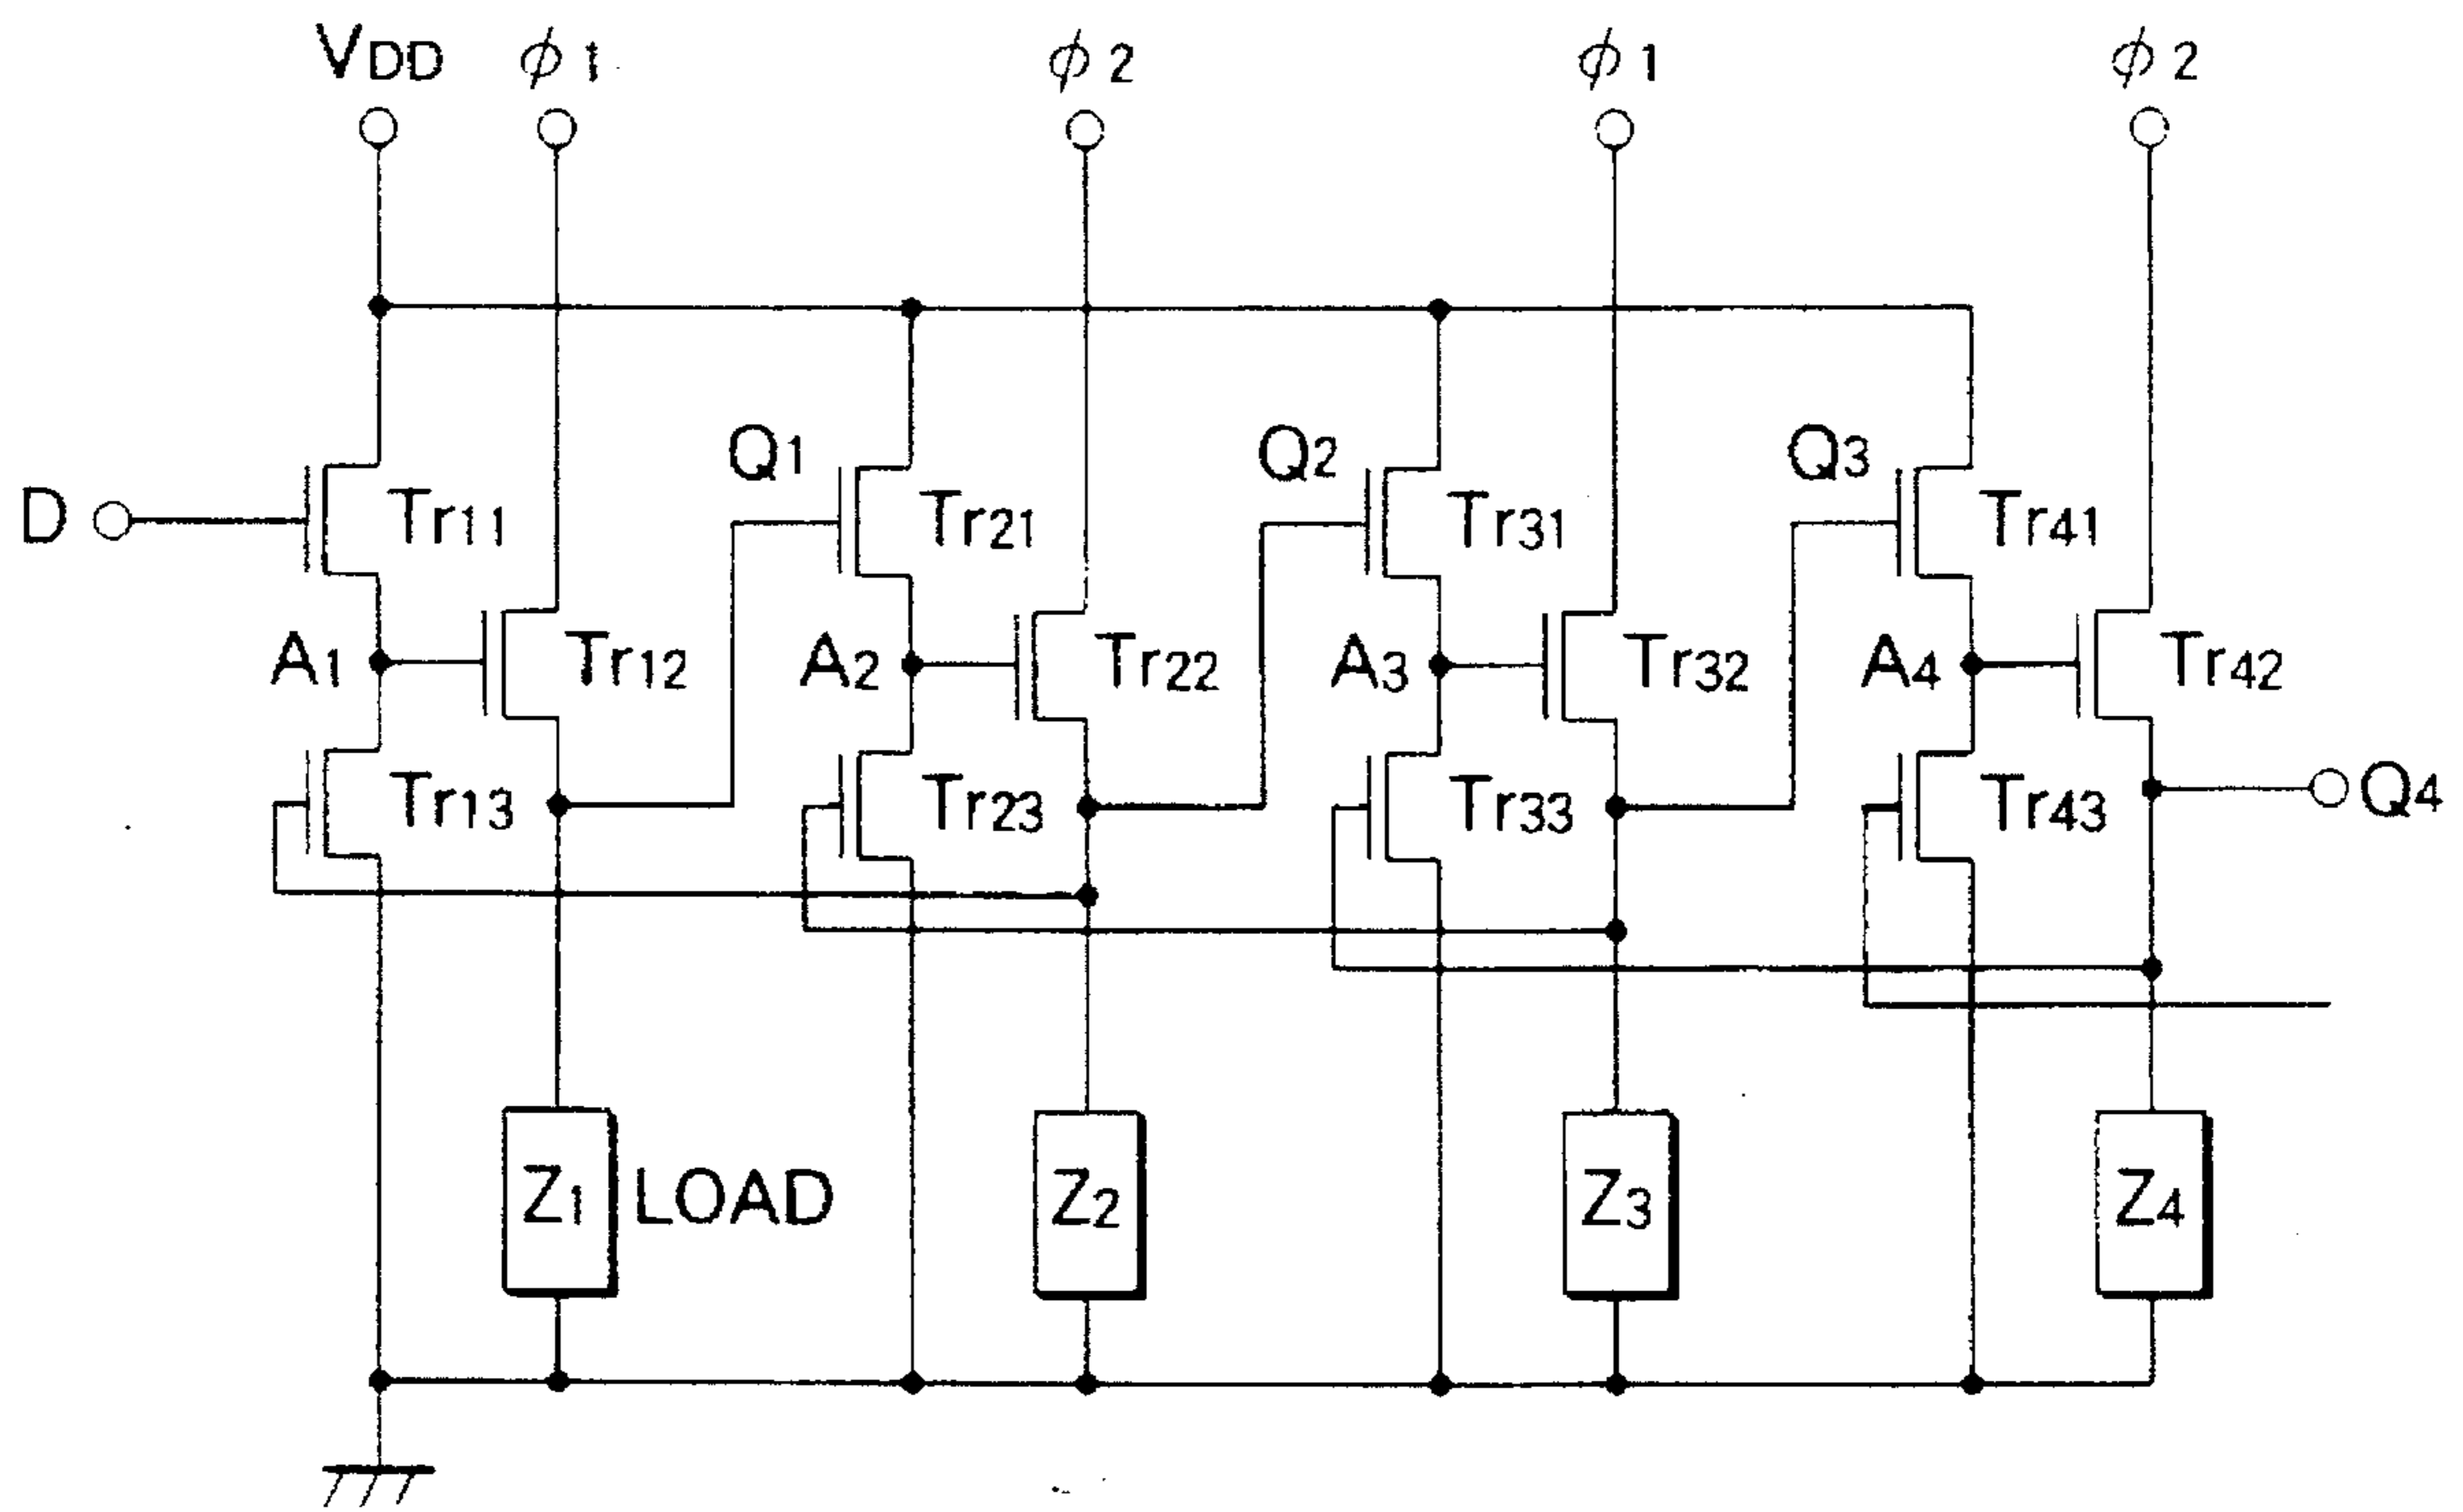 VDD ϕ1 ϕ2 ϕ1 ϕ2
Q1 Q2 Q3
D Tr11 Tr21 Tr31 Tr41
A1 Tr12 A2 Tr22 A3 Tr32 A4 Tr42
Tr13 Tr23 Tr33 Tr43 Q4
Z1 LOAD Z2 Z3 Z4